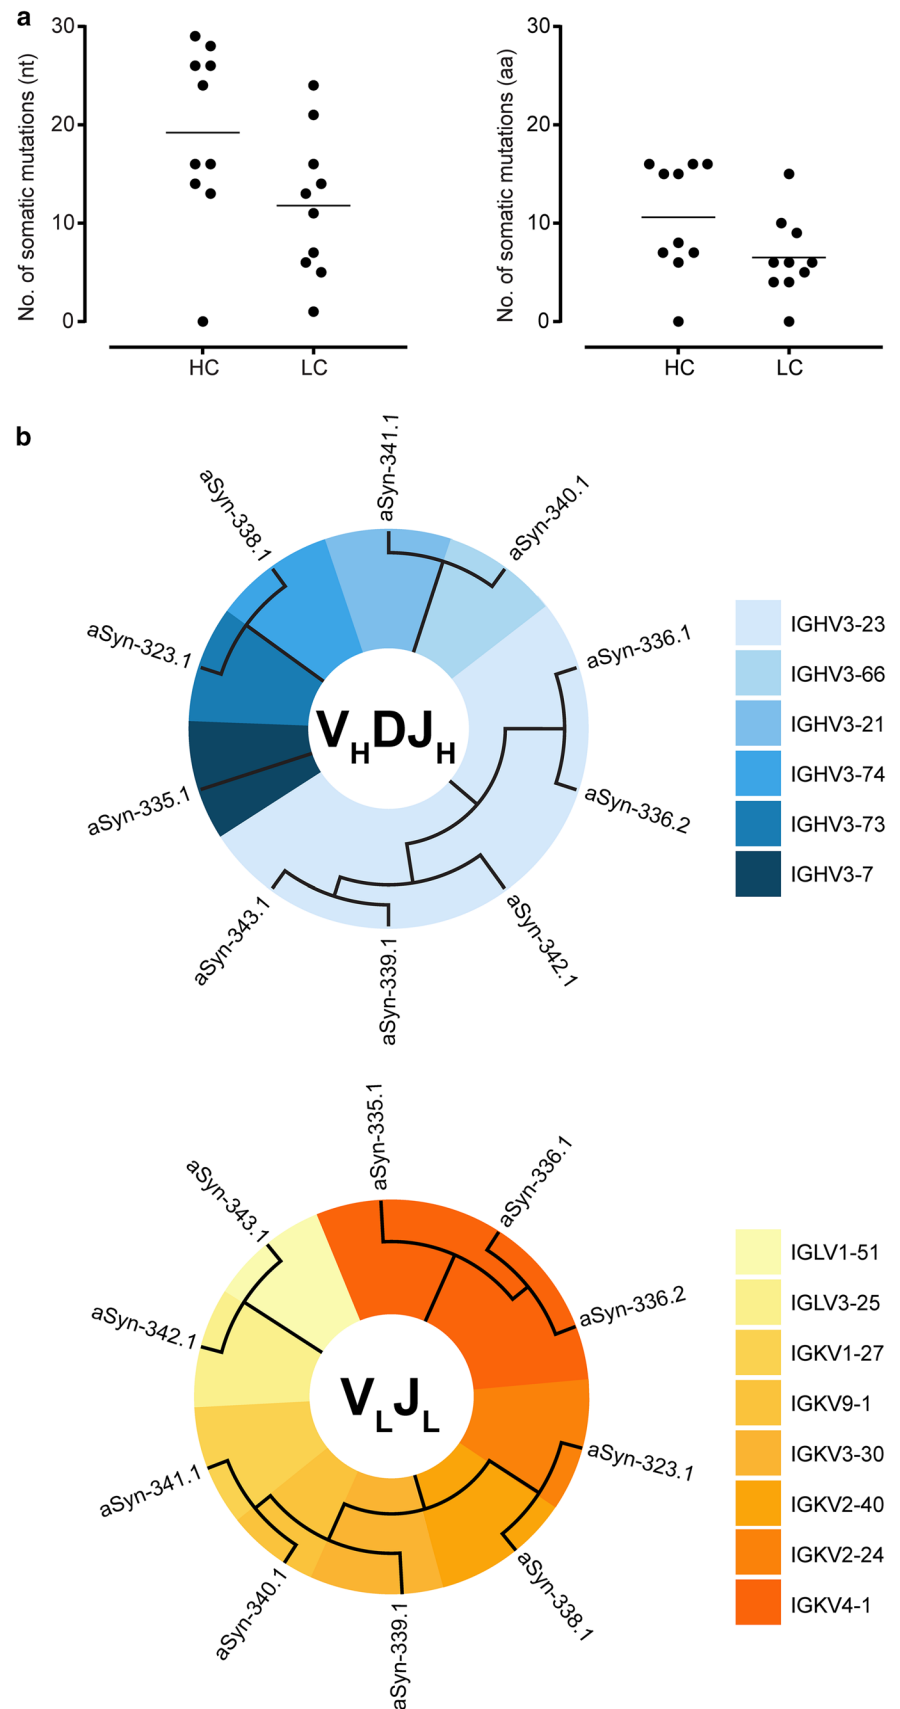 a
No. of somatic mutations (nt)
30
20
10
0
HC
LC
No. of somatic mutations (aa)
30
20
10
0
HC
LC
b
aSyn-341.1
aSyn-340.1
aSyn-338.1
aSyn-323.1
aSyn-336.1
aSyn-336.2
aSyn-335.1
aSyn-343.1
aSyn-339.1
aSyn-342.1
VHDJH
IGHV3-23
IGHV3-66
IGHV3-21
IGHV3-74
IGHV3-73
IGHV3-7
aSyn-335.1
aSyn-336.1
aSyn-343.1
aSyn-336.2
aSyn-342.1
aSyn-323.1
aSyn-341.1
aSyn-340.1
aSyn-339.1
aSyn-338.1
VLJL
IGLV1-51
IGLV3-25
IGKV1-27
IGKV9-1
IGKV3-30
IGKV2-40
IGKV2-24
IGKV4-1